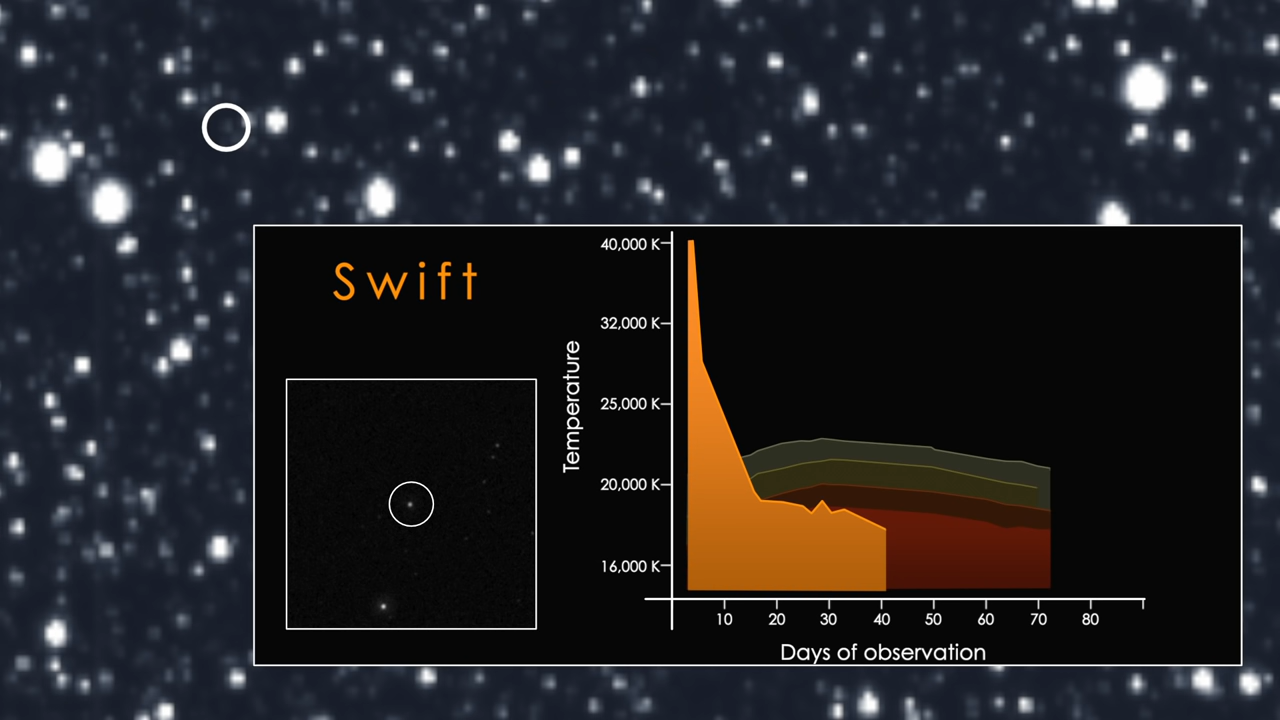 Swift
Temperature
40,000 K
32,000 K
25,000 K
20,000 K
16,000 K
10 20 30 40 50 60 70 80
Days of observation